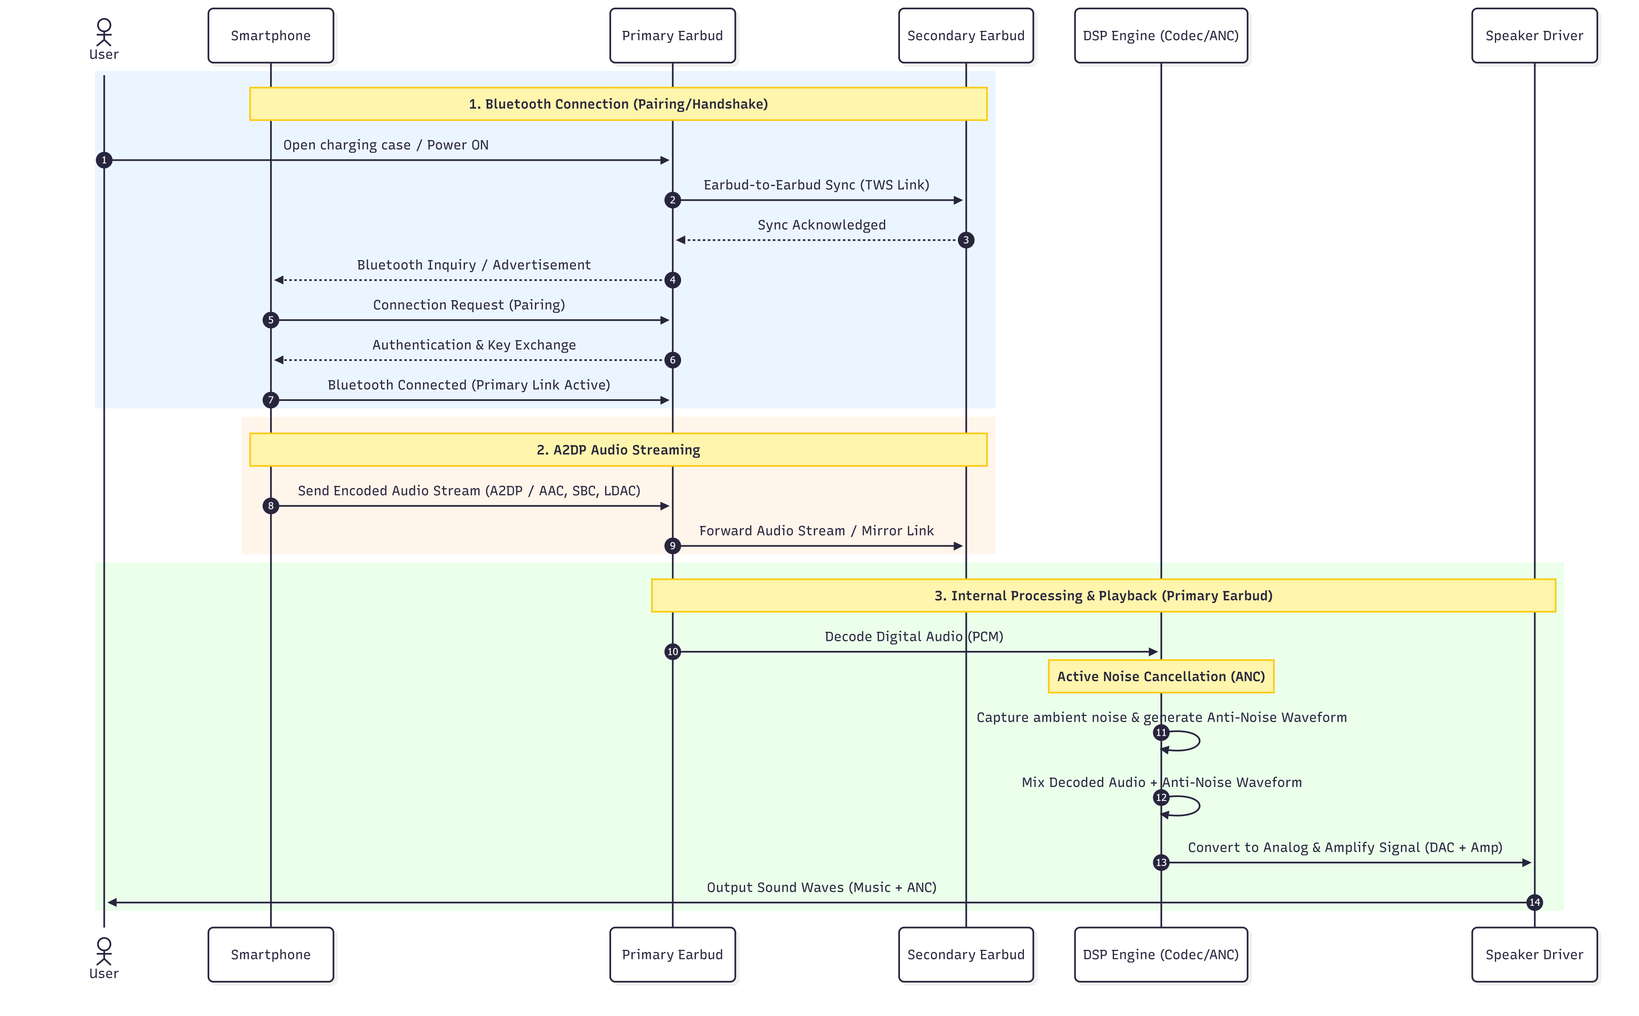 User
Smartphone
Primary Earbud
Secondary Earbud
DSP Engine (Codec/ANC)
Speaker Driver
1. Bluetooth Connection (Pairing/Handshake)
Open charging case / Power ON
1
Earbud-to-Earbud Sync (TWS Link)
2
Sync Acknowledged
3
Bluetooth Inquiry / Advertisement
4
Connection Request (Pairing)
5
Authentication & Key Exchange
6
Bluetooth Connected (Primary Link Active)
7
2. A2DP Audio Streaming
Send Encoded Audio Stream (A2DP / AAC, SBC, LDAC)
8
Forward Audio Stream / Mirror Link
9
3. Internal Processing & Playback (Primary Earbud)
Decode Digital Audio (PCM)
10
Active Noise Cancellation (ANC)
Capture ambient noise & generate Anti-Noise Waveform
11
Mix Decoded Audio + Anti-Noise Waveform
12
Convert to Analog & Amplify Signal (DAC + Amp)
13
Output Sound Waves (Music + ANC)
14
User
Smartphone
Primary Earbud
Secondary Earbud
DSP Engine (Codec/ANC)
Speaker Driver